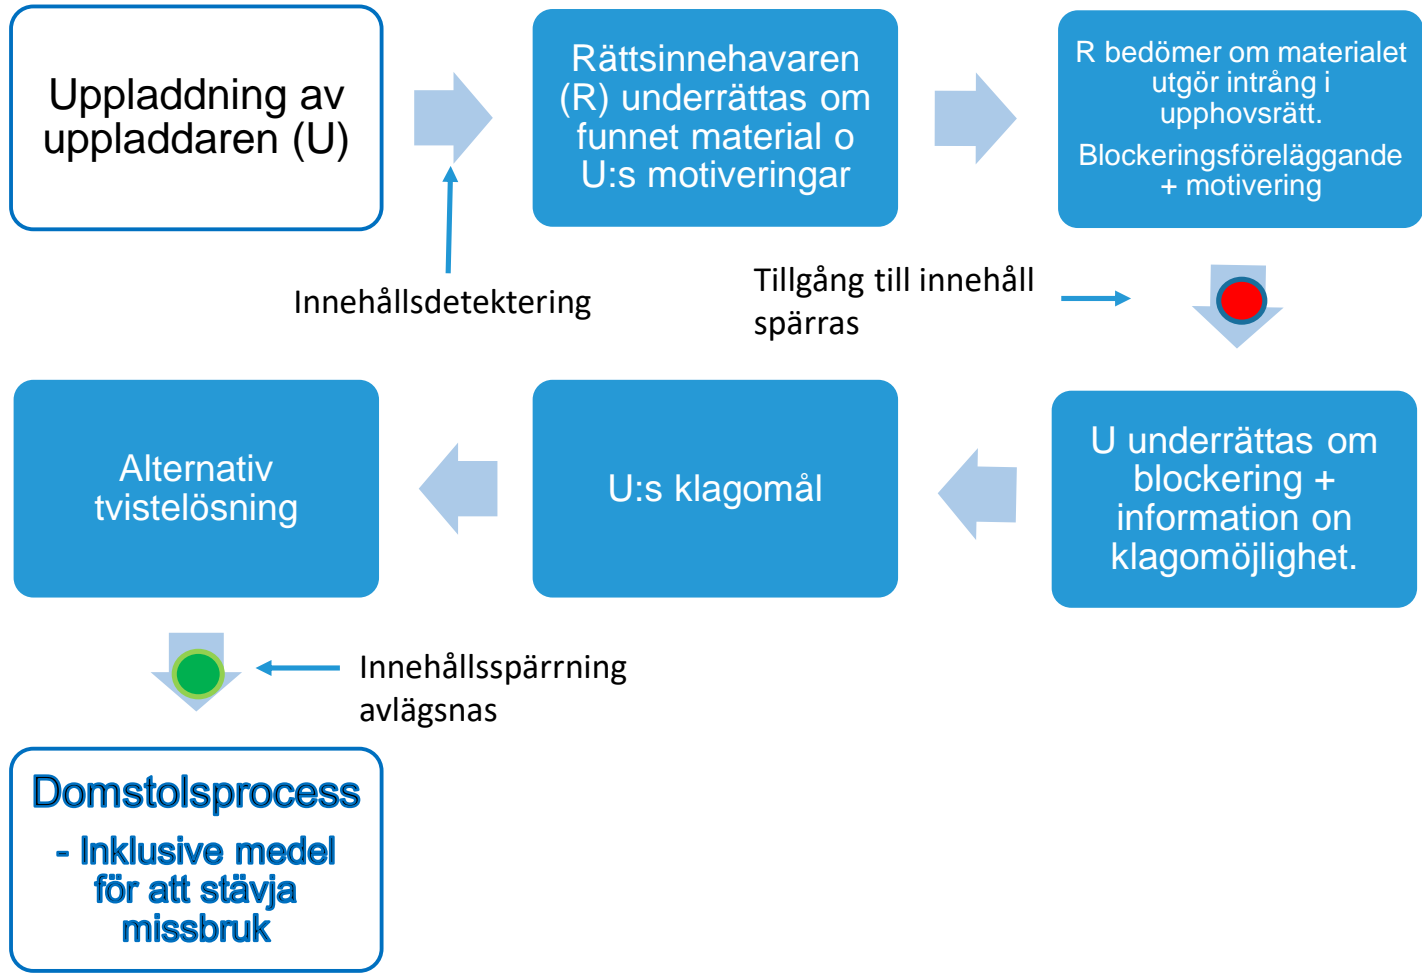 Uppladdning av
uppladdaren (U)
Rättsinnehavaren
(R) underrättas om
funnet material o
U:s motiveringar
R bedömer om materialet
utgör intrång i
upphovsrätt.
Blockeringsföreläggande
+ motivering
Innehållsdetektering
Tillgång till innehåll
spärras
Alternativ
tvistelösning
U:s klagomål
U underrättas om
blockering +
information on
klagomöjlighet.
Innehållsspärrning
avlägsnas
Domstolsprocess
- Inklusive medel
för att stävja
missbruk